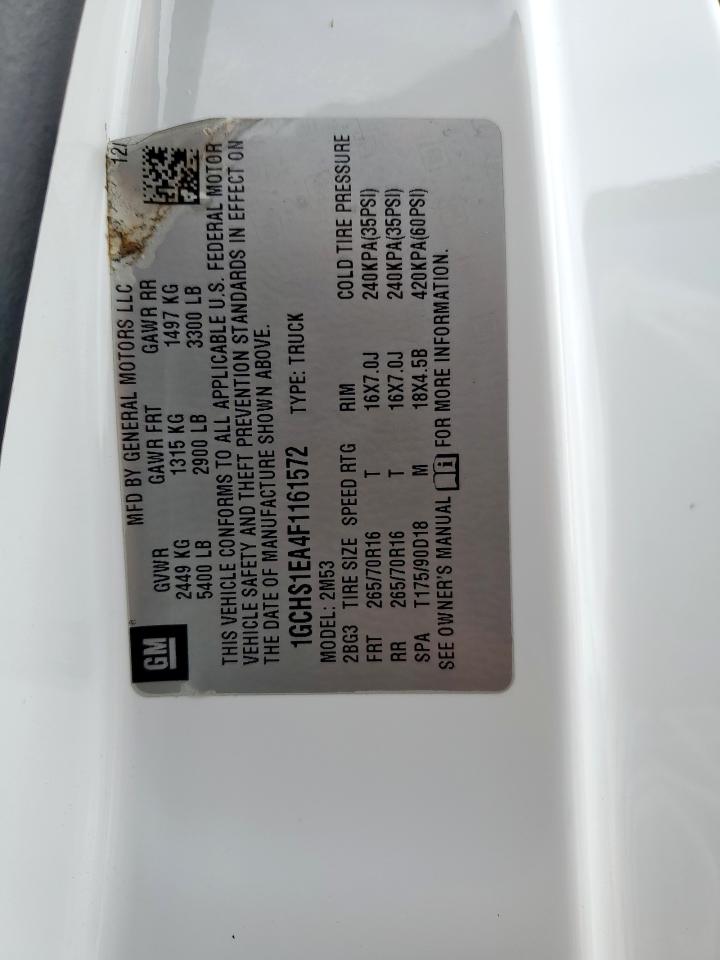 GM
MFD BY GENERAL MOTORS LLC 12/
GVWR GAWR FRT GAWR RR
2449 KG 1315 KG 1497 KG
5400 LB 2900 LB 3300 LB
THIS VEHICLE CONFORMS TO ALL APPLICABLE U.S. FEDERAL MOTOR
VEHICLE SAFETY AND THEFT PREVENTION STANDARDS IN EFFECT ON
THE DATE OF MANUFACTURE SHOWN ABOVE.
1GCHS1EA4F1161572 TYPE: TRUCK
MODEL: 2M53
2BG3 TIRE SIZE SPEED RTG RIM COLD TIRE PRESSURE
FRT 265/70R16 T 16X7.0J 240KPA(35PSI)
RR 265/70R16 T 16X7.0J 240KPA(35PSI)
SPA T175/90D18 M 18X4.5B 420KPA(60PSI)
SEE OWNER'S MANUAL FOR MORE INFORMATION.